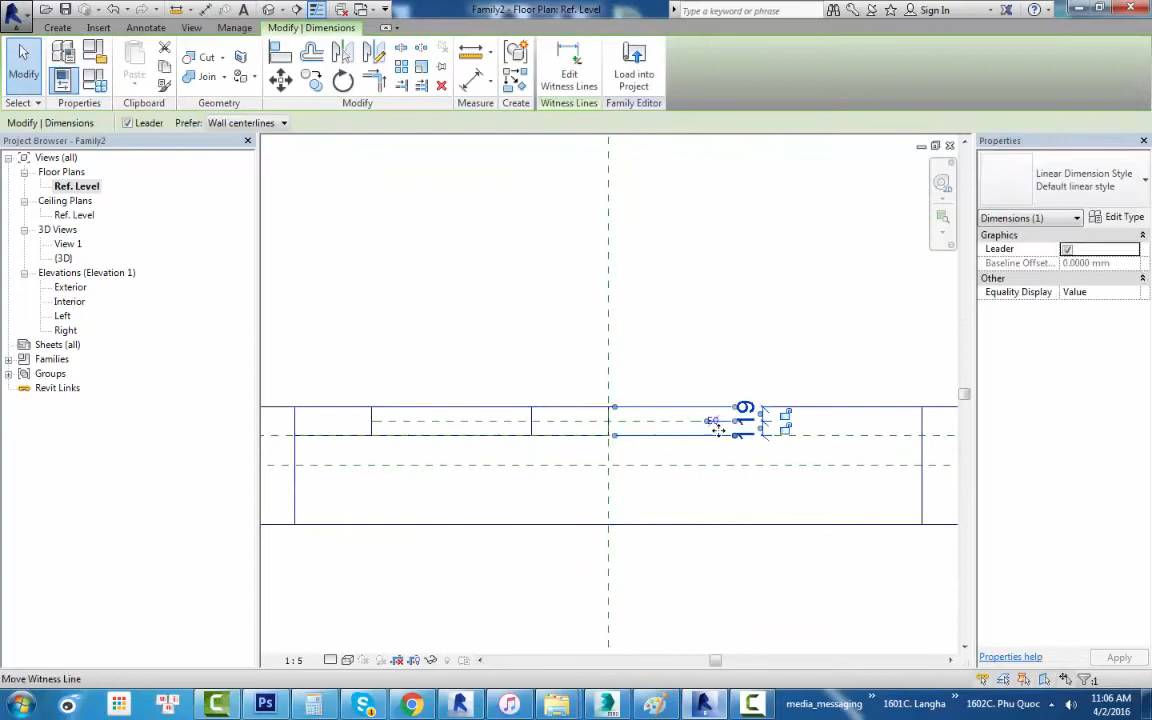 Family2 - Floor Plan: Ref. Level
Type a keyword or phrase
Sign In
Create
Insert
Annotate
View
Manage
Modify | Dimensions
Modify
Paste
Cut
Join
Edit
Witness Lines
Load into
Project
Select
Properties
Clipboard
Geometry
Modify
Measure
Create
Witness Lines
Family Editor
Modify | Dimensions
Leader
Prefer:
Wall centerlines
Project Browser - Family2
Views (all)
Floor Plans
Ref. Level
Ceiling Plans
Ref. Level
3D Views
View 1
{3D}
Elevations (Elevation 1)
Exterior
Interior
Left
Right
Sheets (all)
Families
Groups
Revit Links
EQ
Properties
Linear Dimension Style
Default linear style
Dimensions (1)
Edit Type
Graphics
Leader
Baseline Offset...
0.0000 mm
Other
Equality Display
Value
Properties help
Apply
1 : 5
Move Witness Line
:1
media_messaging
1601C. Langha
1602C. Phu Quoc
11:06 AM
4/2/2016